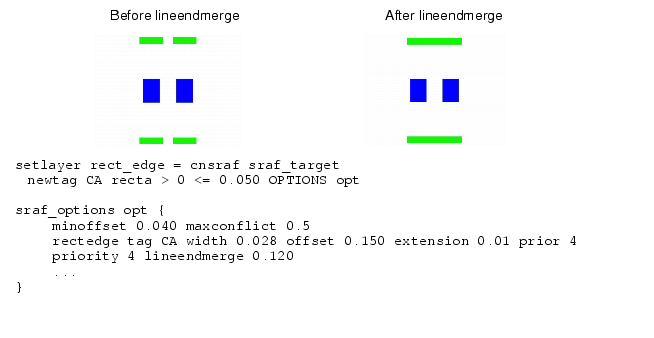 Before lineendmerge
After lineendmerge
setlayer rect_edge = cnsraf sraf_target
newtag CA recta > 0 <= 0.050 OPTIONS opt
sraf_options opt {
minoffset 0.040 maxconflict 0.5
rectedge tag CA width 0.028 offset 0.150 extension 0.01 prior 4
priority 4 lineendmerge 0.120
...
}